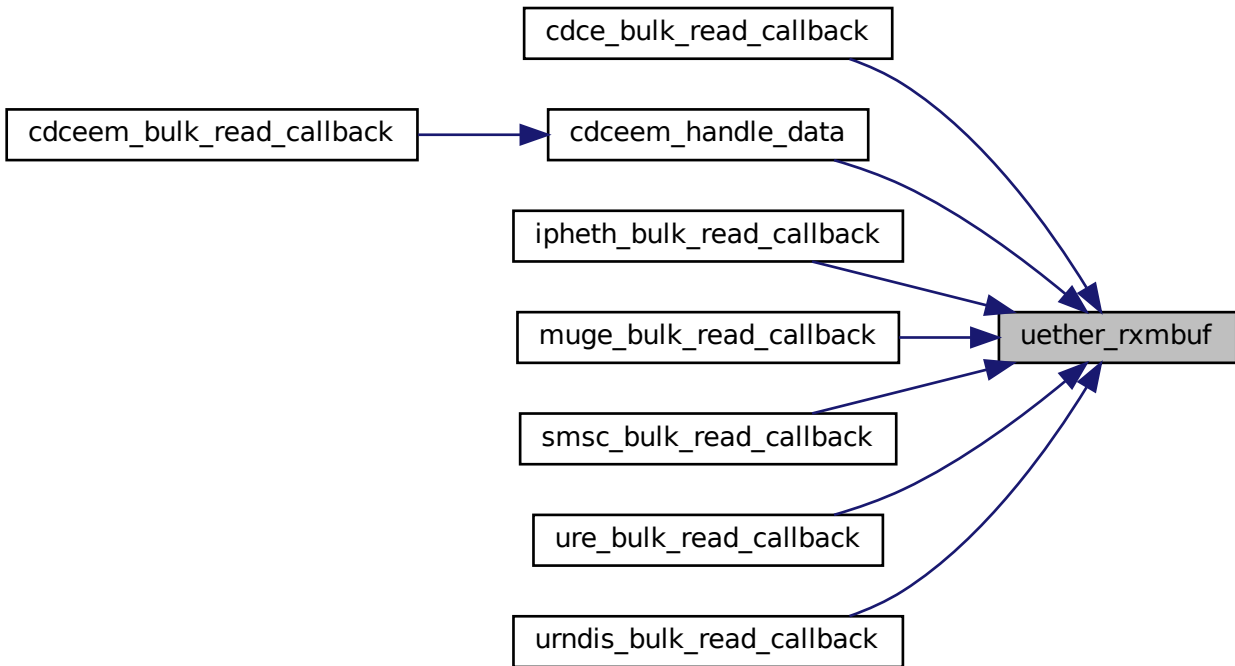 cdce_bulk_read_callback
cdceem_bulk_read_callback
cdceem_handle_data
ipheth_bulk_read_callback
muge_bulk_read_callback
uether_rxmbuf
smsc_bulk_read_callback
ure_bulk_read_callback
urndis_bulk_read_callback